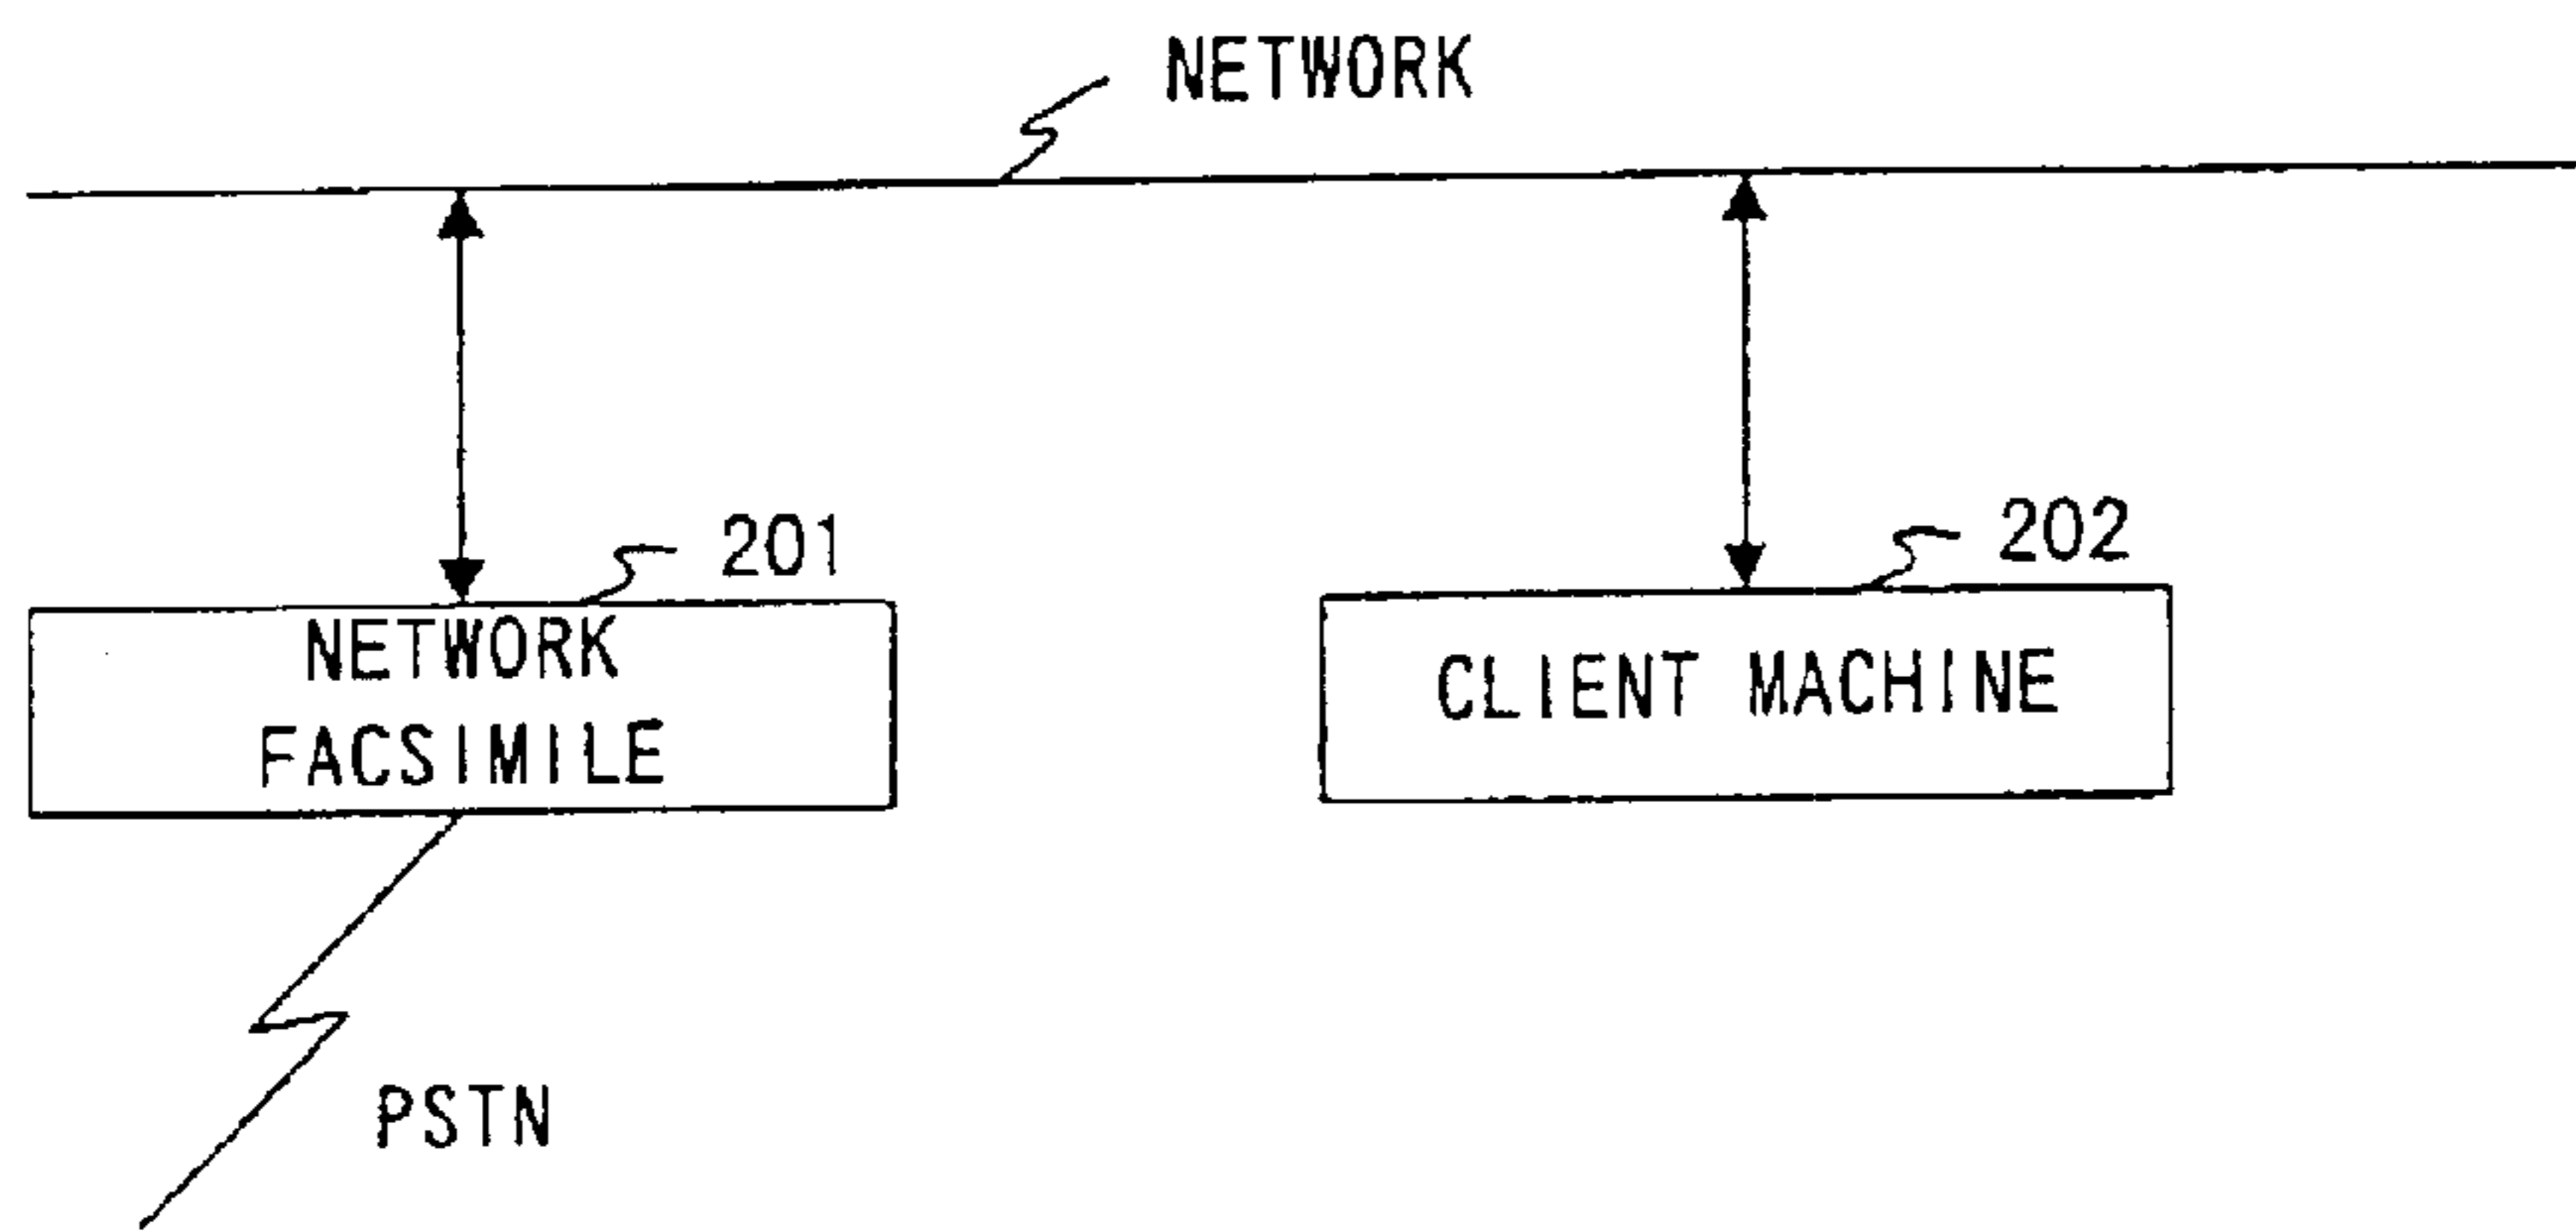 NETWORK
201
202
NETWORK
FACSIMILE
CLIENT MACHINE
PSTN